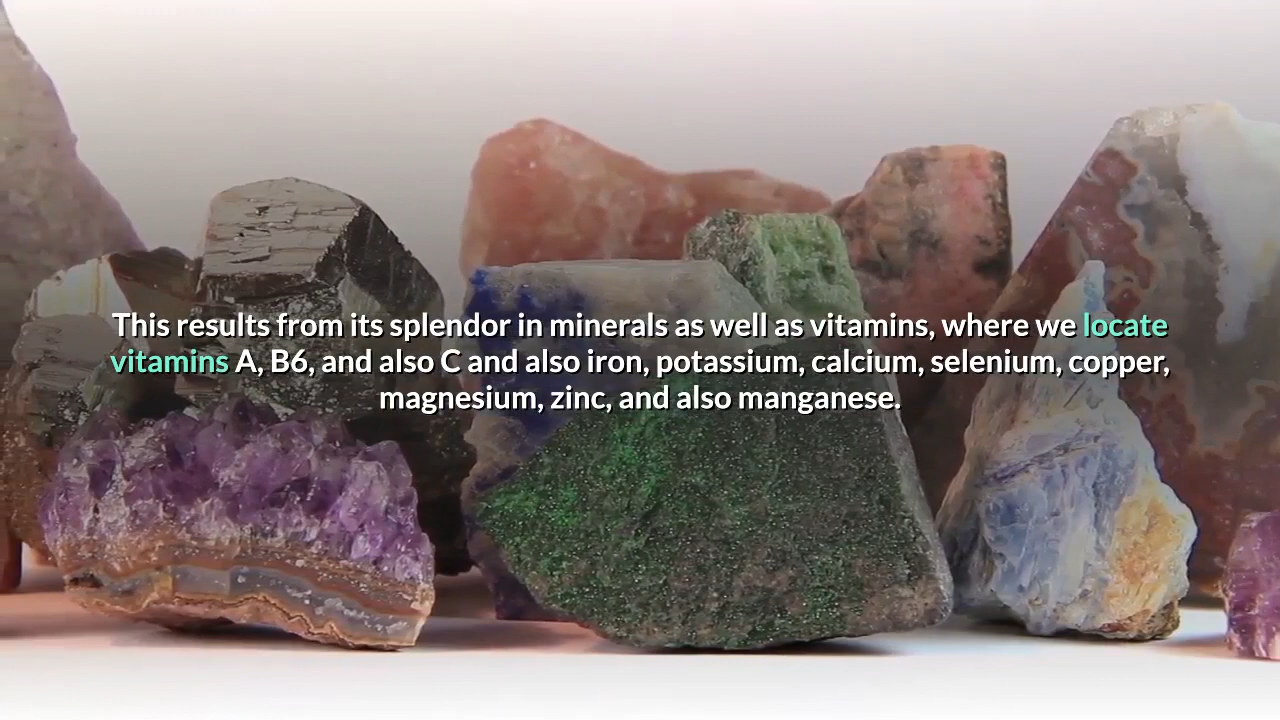 This results from its splendor in minerals as well as vitamins, where we locate
vitamins A, B6, and also C and also iron, potassium, calcium, selenium, copper,
magnesium, zinc, and also manganese.